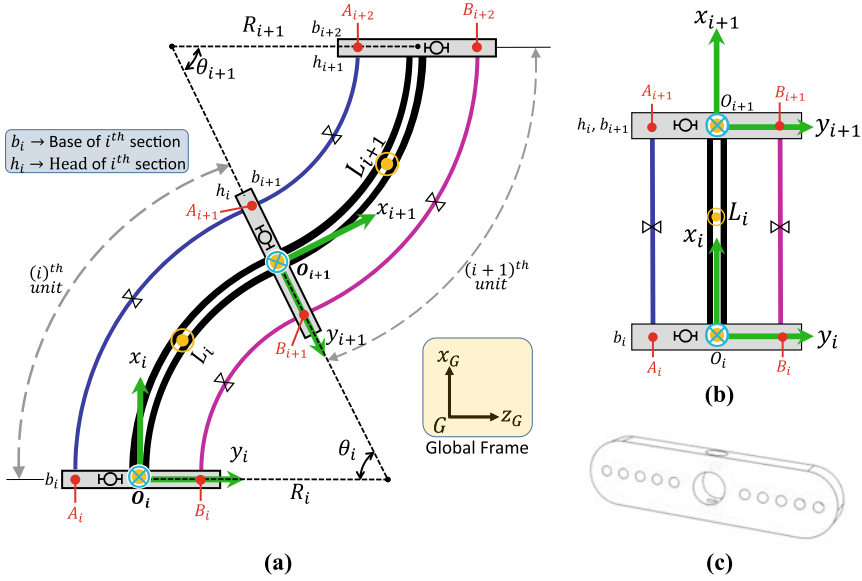 A_{i+2}
B_{i+2}
R_{i+1}
b_{i+2}
h_{i+1}
θ_{i+1}
b_i → Base of i^{th} section
h_i → Head of i^{th} section
L_{i+1}
b_{i+1}
h_i
A_{i+1}
x_{i+1}
O_{i+1}
(i)^{th}
unit
(i + 1)^{th}
unit
y_{i+1}
B_{i+1}
x_i
L_i
x_G
G
z_G
Global Frame
θ_i
y_i
b_i
O_i
R_i
A_i
B_i
(a)
x_{i+1}
A_{i+1}
O_{i+1}
B_{i+1}
h_i, b_{i+1}
y_{i+1}
L_i
x_i
b_i
y_i
A_i
O_i
B_i
(b)
(c)